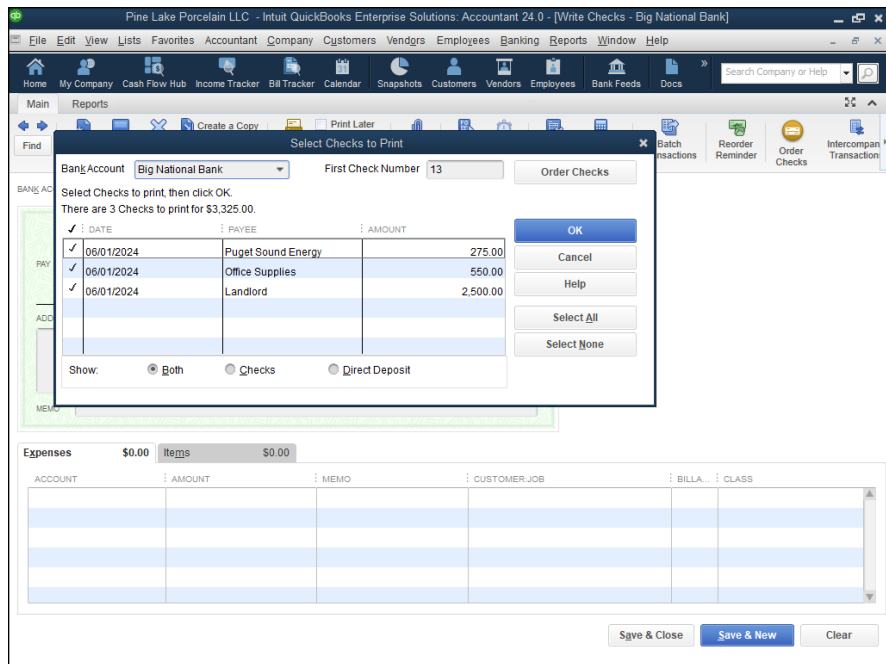 Pine Lake Porcelain LLC - Intuit QuickBooks Enterprise Solutions: Accountant 24.0 - [Write Checks - Big National Bank]
File Edit View Lists Favorites Accountant Company Customers Vendors Employees Banking Reports Window Help
Home My Company Cash Flow Hub Income Tracker Bill Tracker Calendar Snapshots Customers Vendors Employees Bank Feeds Docs » Search Company or Help
Main Reports
Create a Copy Print Later
Find
Batch
Reorder Reminder
Order Checks
Intercompan Transaction
Select Checks to Print
Bank Account Big National Bank First Check Number 13 Order Checks
BANK AC
Select Checks to print, then click OK.
There are 3 Checks to print for $3,325.00.
✓ DATE PAYEE AMOUNT
✓ 06/01/2024 Puget Sound Energy 275.00
✓ 06/01/2024 Office Supplies 550.00
✓ 06/01/2024 Landlord 2,500.00
OK
Cancel
Help
Select All
Select None
Show: Both Checks Direct Deposit
PAY
ADD
MEMO
Expenses $0.00 Items $0.00
ACCOUNT AMOUNT MEMO CUSTOMER:JOB BILLA... CLASS
Save & Close Save & New Clear